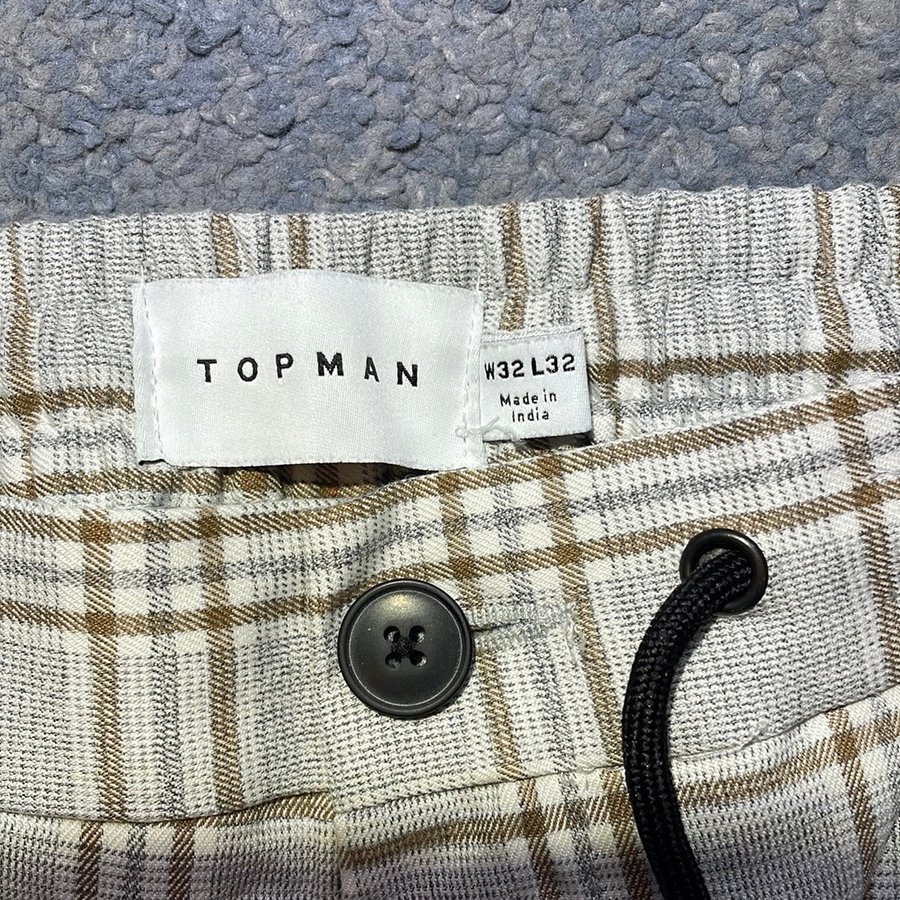 TOPMAN
W32 L32
Made in
India